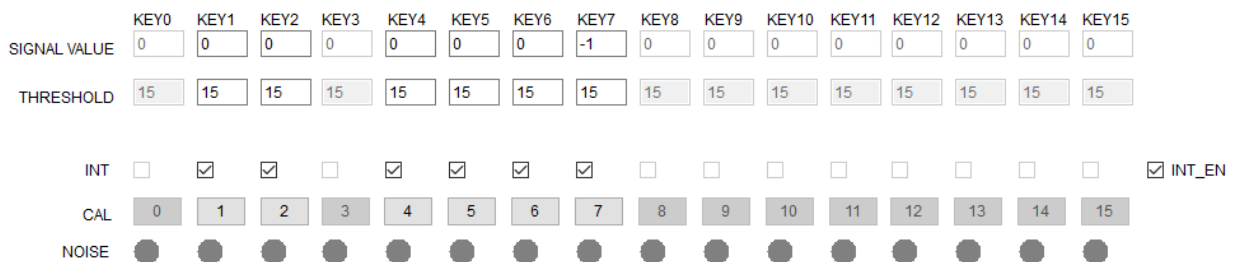 KEY0 KEY1 KEY2 KEY3 KEY4 KEY5 KEY6 KEY7 KEY8 KEY9 KEY10 KEY11 KEY12 KEY13 KEY14 KEY15
SIGNAL VALUE 0 0 0 0 0 0 0 -1 0 0 0 0 0 0 0 0
THRESHOLD 15 15 15 15 15 15 15 15 15 15 15 15 15 15 15 15
INT INT_EN
CAL 0 1 2 3 4 5 6 7 8 9 10 11 12 13 14 15
NOISE